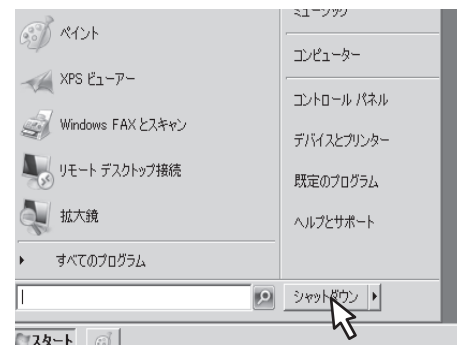 ペイント
XPS ビューアー
Windows FAX とスキャン
リモート デスクトップ接続
拡大鏡
すべてのプログラム
ミュージック
コンピューター
コントロール パネル
デバイスとプリンター
既定のプログラム
ヘルプとサポート
シャットダウン
スタート